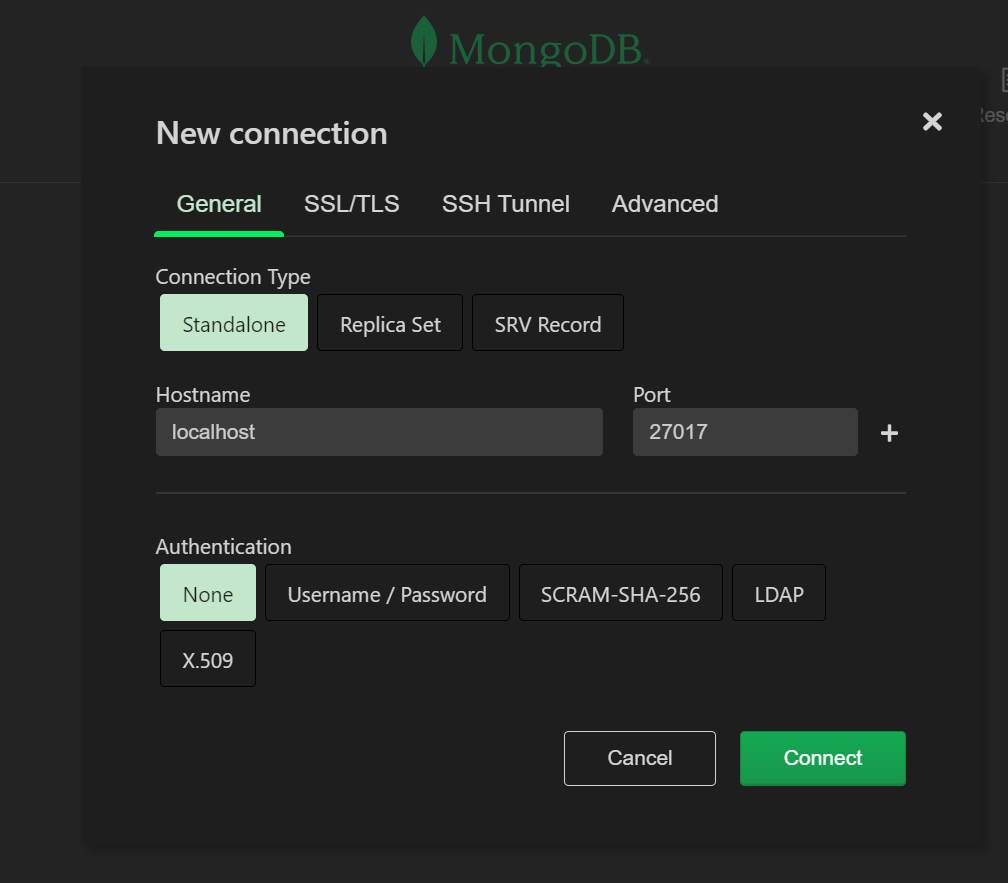 MongoDB.
New connection
General SSL/TLS SSH Tunnel Advanced
Connection Type
Standalone Replica Set SRV Record
Hostname Port
localhost 27017
Authentication
None Username / Password SCRAM-SHA-256 LDAP
X.509
Cancel Connect